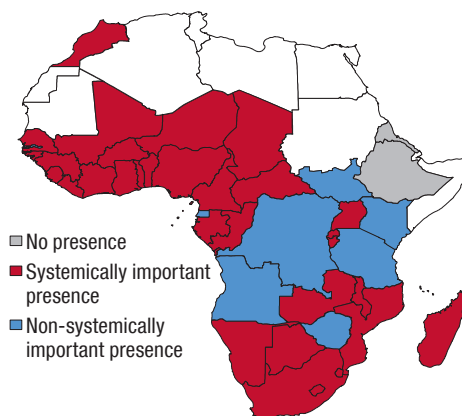 No presence
Systemically important
presence
Non-systemically
important presence